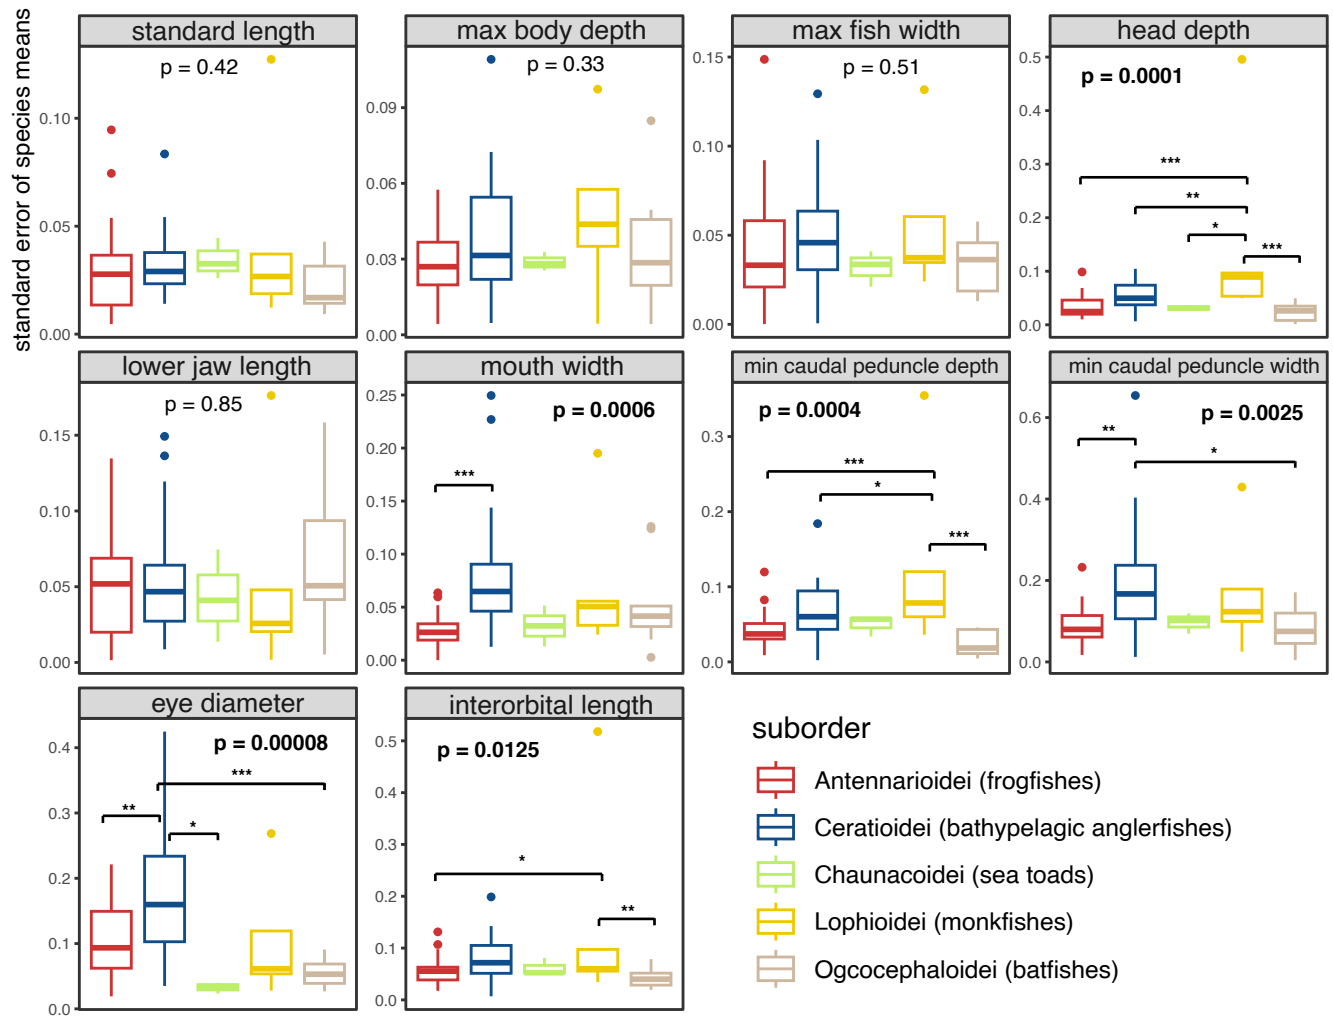 standard error of species means
standard length
p = 0.42
0.10
0.05
0.00
max body depth
p = 0.33
0.09
0.06
0.03
0.00
max fish width
p = 0.51
0.15
0.10
0.05
0.00
head depth
p = 0.0001
0.5
0.4
0.3
0.2
0.1
0.0
***
**
*
***
lower jaw length
p = 0.85
0.15
0.10
0.05
0.00
mouth width
p = 0.0006
0.25
0.20
0.15
0.10
0.05
0.00
***
min caudal peduncle depth
p = 0.0004
0.3
0.2
0.1
0.0
***
*
***
min caudal peduncle width
p = 0.0025
0.6
0.4
0.2
0.0
**
*
eye diameter
p = 0.00008
0.4
0.3
0.2
0.1
0.0
***
**
*
interorbital length
p = 0.0125
0.5
0.4
0.3
0.2
0.1
0.0
*
**
suborder
Antennarioidei (frogfishes)
Ceratioidei (bathypelagic anglerfishes)
Chaunacoidei (sea toads)
Lophioidei (monkfishes)
Ogcocephaloidei (batfishes)